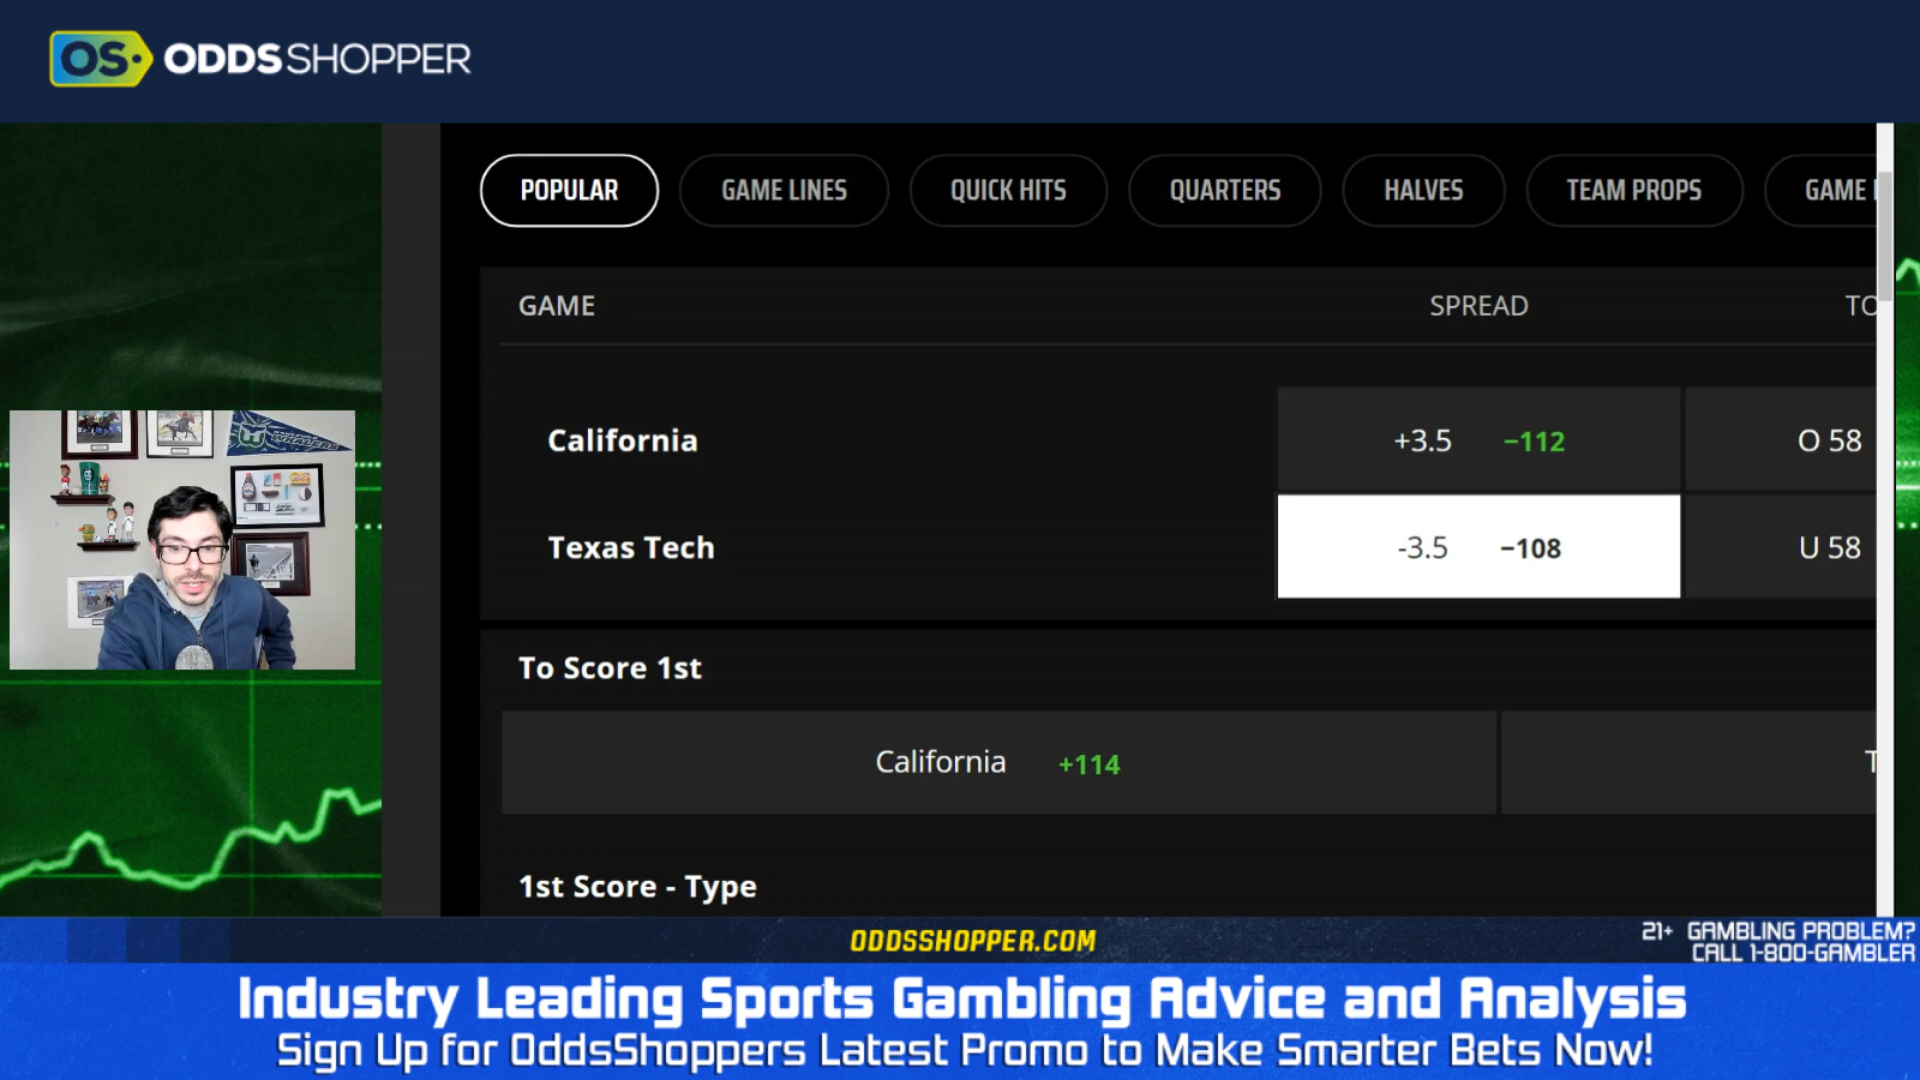 OS ODDSSHOPPER
POPULAR GAME LINES QUICK HITS QUARTERS HALVES TEAM PROPS GAME
GAME SPREAD TO
California +3.5 −112 O 58
Texas Tech -3.5 −108 U 58
To Score 1st
California +114 T
1st Score - Type
ODDSSHOPPER.COM
21+ GAMBLING PROBLEM?
CALL 1-800-GAMBLER
Industry Leading Sports Gambling Advice and Analysis
Sign Up for OddsShoppers Latest Promo to Make Smarter Bets Now!